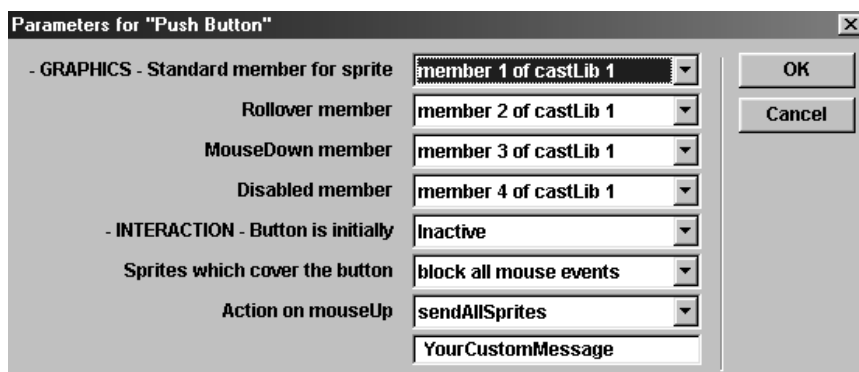 Parameters for "Push Button"
- GRAPHICS - Standard member for sprite member 1 of castLib 1 OK
Rollover member member 2 of castLib 1 Cancel
MouseDown member member 3 of castLib 1
Disabled member member 4 of castLib 1
- INTERACTION - Button is initially Inactive
Sprites which cover the button block all mouse events
Action on mouseUp sendAllSprites
YourCustomMessage